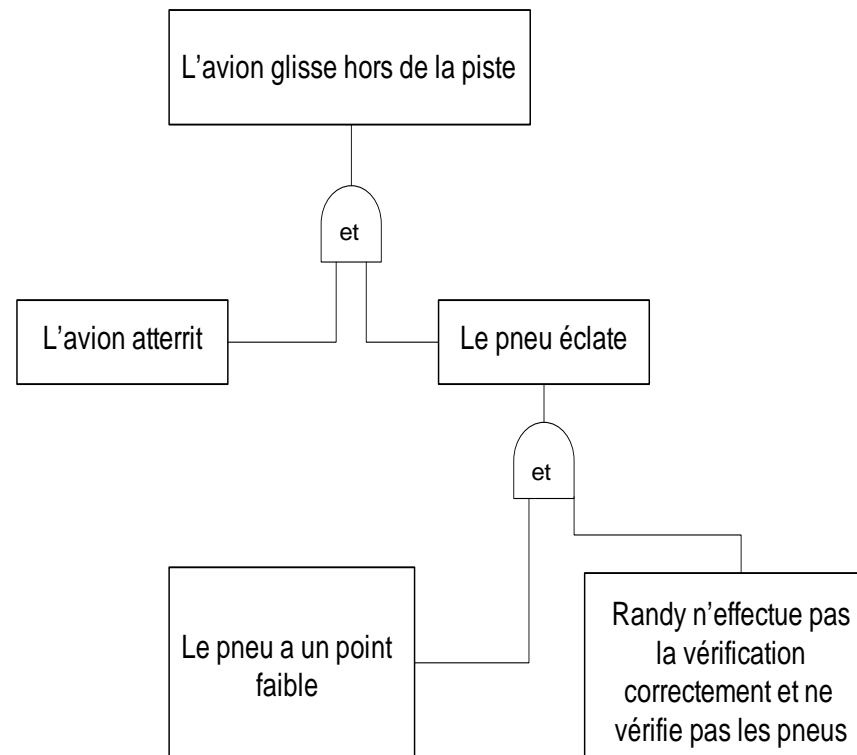 L’avion glisse hors de la piste
et
L’avion atterrit
Le pneu éclate
et
Le pneu a un point
faible
Randy n’effectue pas
la vérification
correctement et ne
vérifie pas les pneus